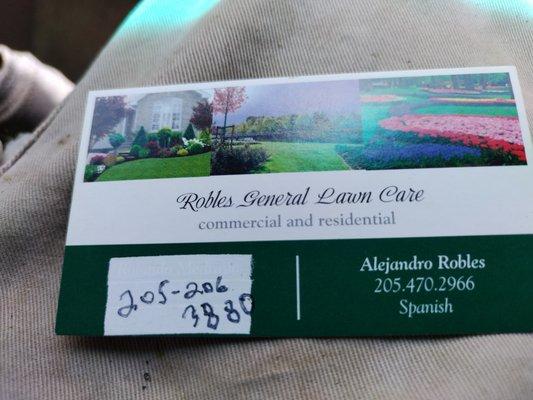 Robles General Lawn Care
commercial and residential
205-206
3880
Alejandro Robles
205.470.2966
Spanish